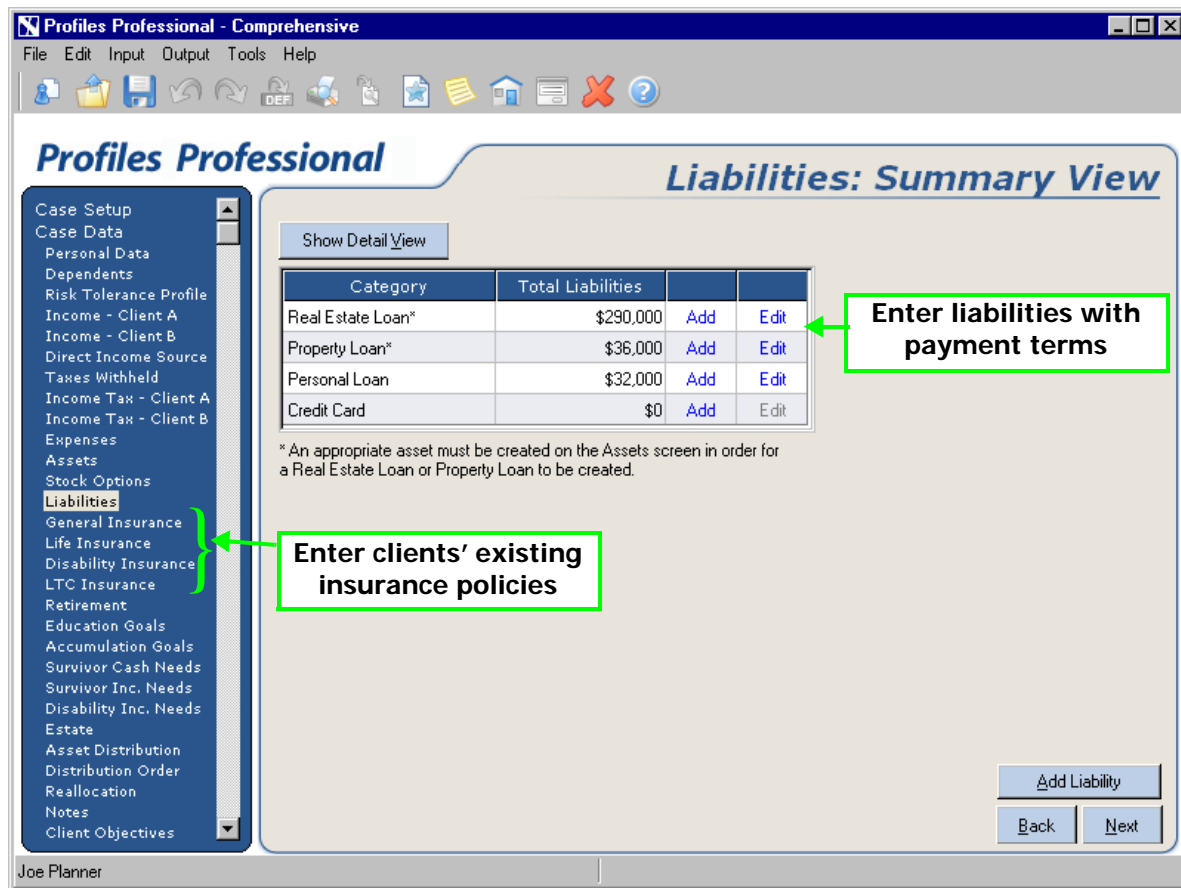 Profiles Professional - Comprehensive
File Edit Input Output Tools Help
DEF
Profiles Professional
Liabilities: Summary View
Case Setup
Case Data
Personal Data
Dependents
Risk Tolerance Profile
Income - Client A
Income - Client B
Direct Income Source
Taxes Withheld
Income Tax - Client A
Income Tax - Client B
Expenses
Assets
Stock Options
Liabilities
General Insurance
Life Insurance
Disability Insurance
LTC Insurance
Retirement
Education Goals
Accumulation Goals
Survivor Cash Needs
Survivor Inc. Needs
Disability Inc. Needs
Estate
Asset Distribution
Distribution Order
Reallocation
Notes
Client Objectives
Show Detail View
Category Total Liabilities
Real Estate Loan* $290,000 Add Edit
Property Loan* $36,000 Add Edit
Personal Loan $32,000 Add Edit
Credit Card $0 Add Edit
* An appropriate asset must be created on the Assets screen in order for
a Real Estate Loan or Property Loan to be created.
Enter liabilities with
payment terms
Enter clients’ existing
insurance policies
Add Liability
Back Next
Joe Planner